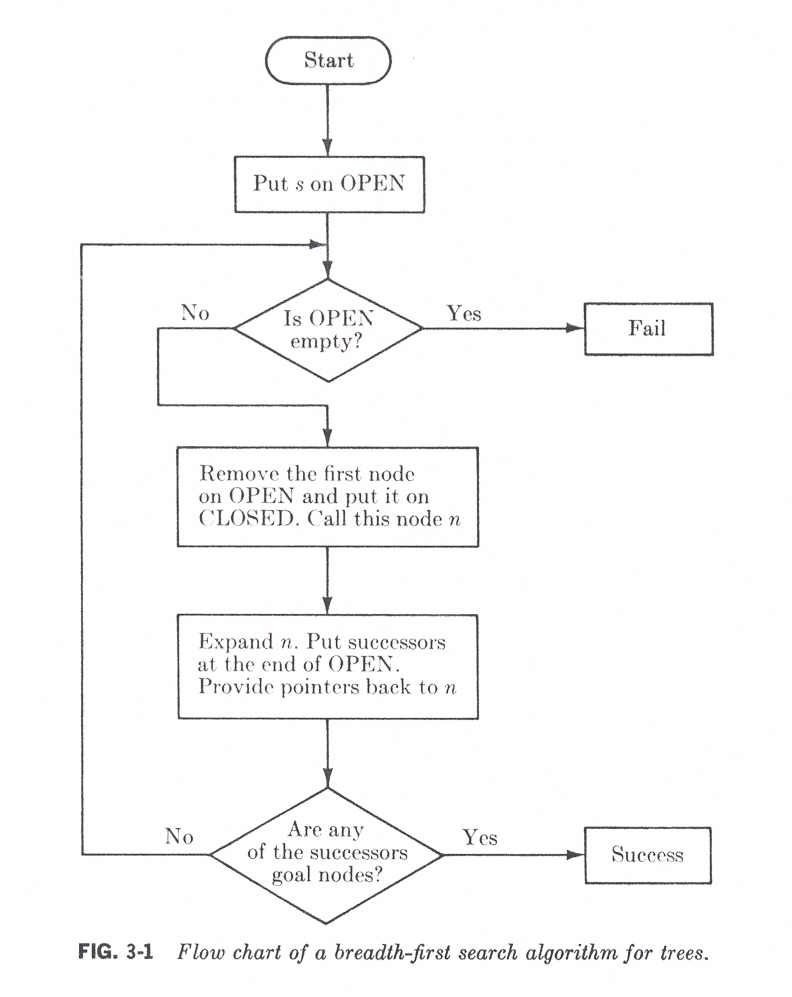 Start
Put s on OPEN
Is OPEN
empty?
No
Yes
Fail
Remove the first node
on OPEN and put it on
CLOSED. Call this node n
Expand n. Put successors
at the end of OPEN.
Provide pointers back to n
Are any
of the successors
goal nodes?
No
Yes
Success
FIG. 3-1 Flow chart of a breadth-first search algorithm for trees.